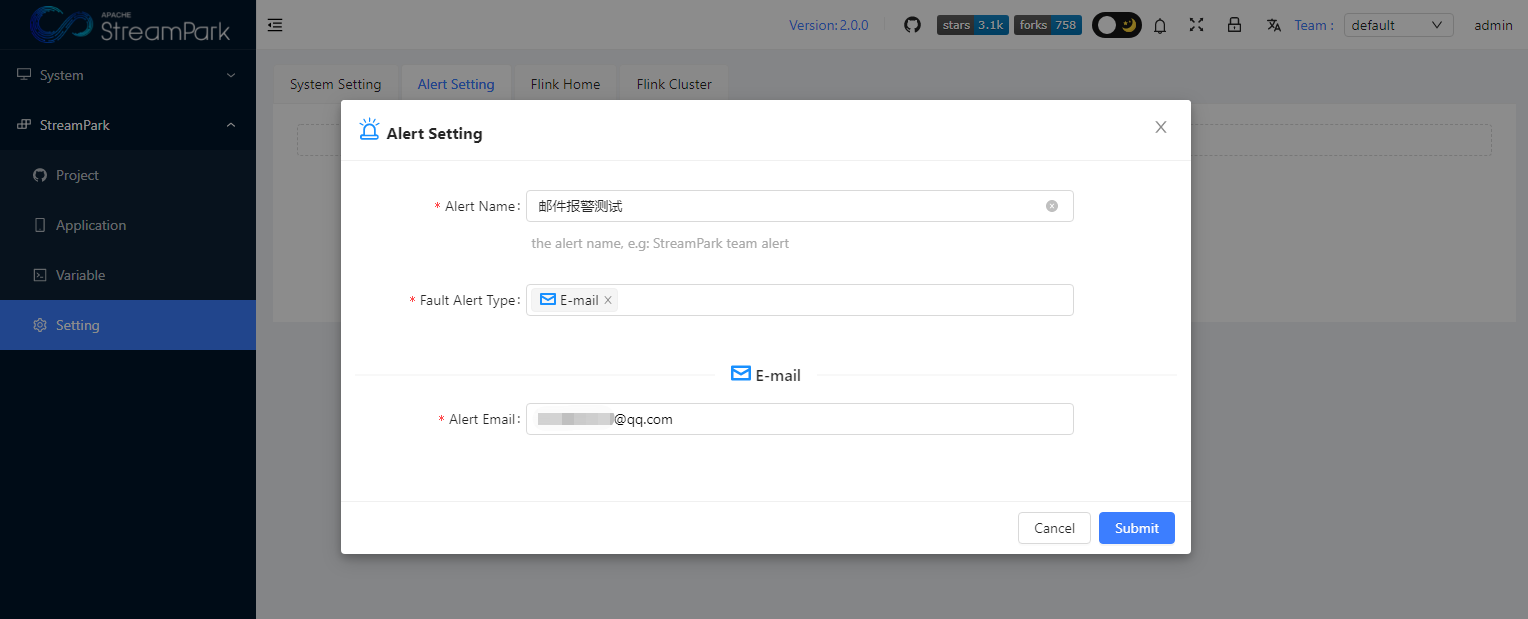 APACHE
StreamPark
Version: 2.0.0
stars 3.1k
forks 758
Team :
default
admin
System
StreamPark
Project
Application
Variable
Setting
System Setting
Alert Setting
Flink Home
Flink Cluster
Alert Setting
* Alert Name:
邮件报警测试
the alert name, e.g: StreamPark team alert
* Fault Alert Type:
E-mail
E-mail
* Alert Email:
@qq.com
Cancel
Submit